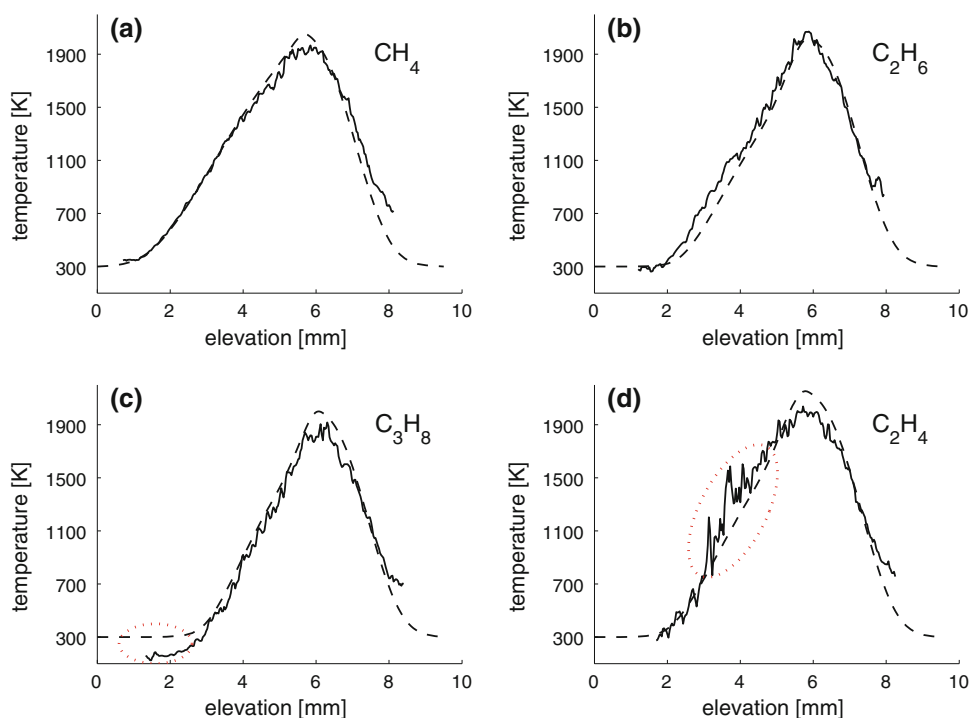 (a)
CH4
temperature [K]
1900
1500
1100
700
300
0 2 4 6 8 10
elevation [mm]
(b)
C2H6
temperature [K]
1900
1500
1100
700
300
0 2 4 6 8 10
elevation [mm]
(c)
C3H8
temperature [K]
1900
1500
1100
700
300
0 2 4 6 8 10
elevation [mm]
(d)
C2H4
temperature [K]
1900
1500
1100
700
300
0 2 4 6 8 10
elevation [mm]